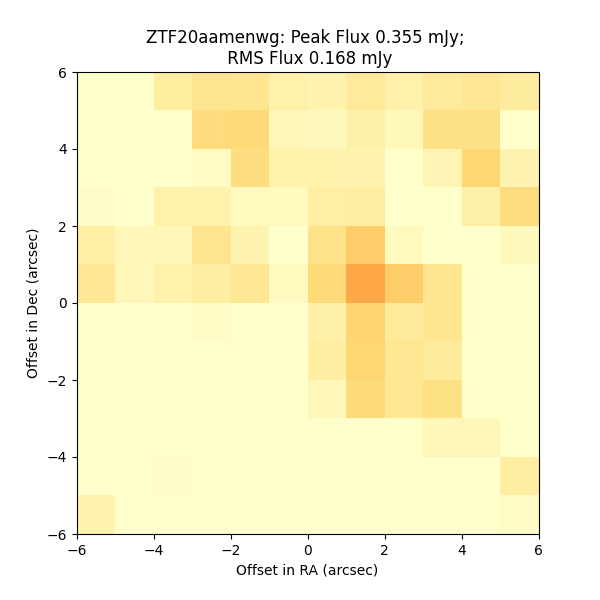 ZTF20aamenwg: Peak Flux 0.355 mJy;
RMS Flux 0.168 mJy
6
4
2
0
−2
−4
−6
Offset in Dec (arcsec)
−6 −4 −2 0 2 4 6
Offset in RA (arcsec)